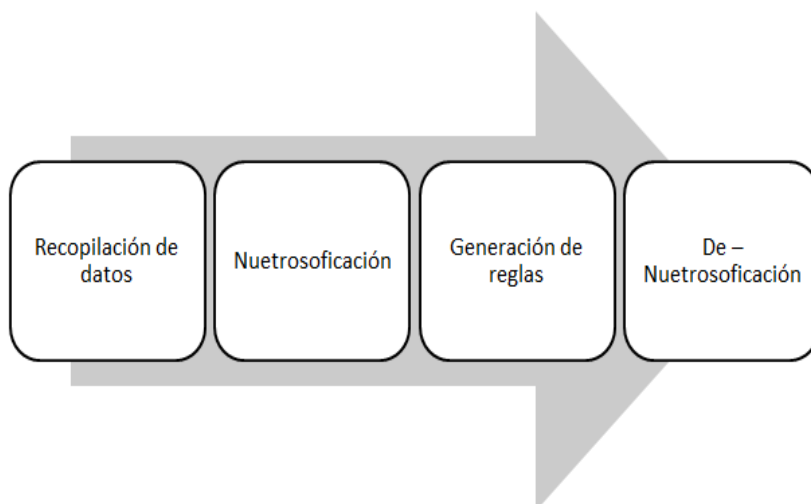 Recopilación de
datos
Nuetrosoficación
Generación de
reglas
De –
Nuetrosoficación